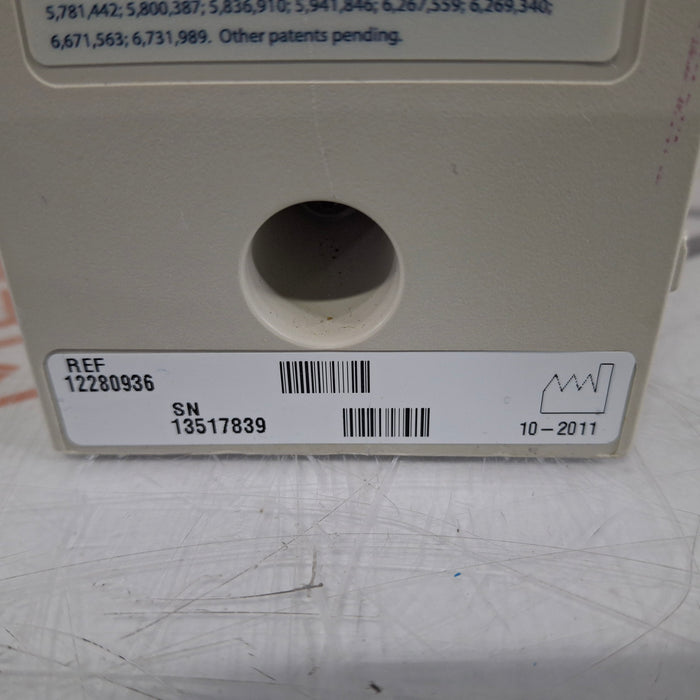 5,781,442; 5,800,387; 5,836,910; 5,941,846; 6,267,559; 6,269,340;
6,671,563; 6,731,989. Other patents pending.
REF
12280936
SN
13517839
10-2011